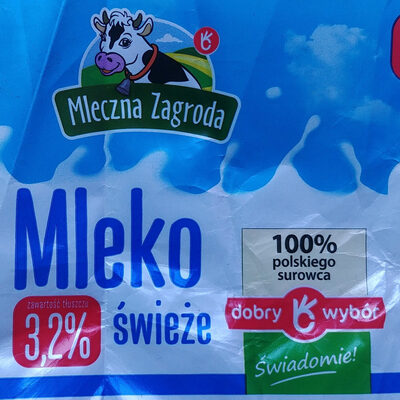 Mleczna Zagroda
Mleko
świeże
zawartość tłuszczu
3,2%
100%
polskiego
surowca
dobry wybór
Świadomie!